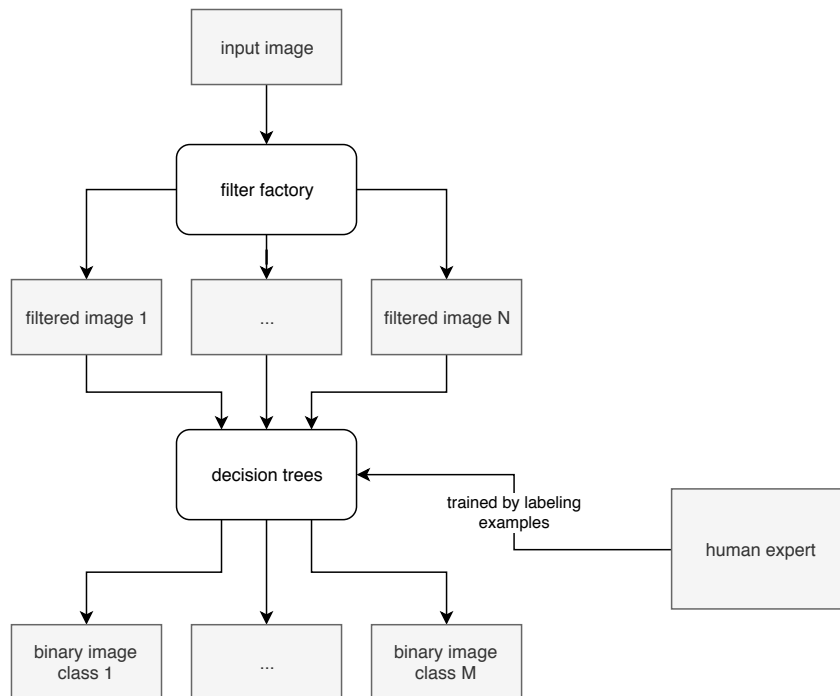 input image
filter factory
filtered image 1
...
filtered image N
decision trees
trained by labeling
examples
human expert
binary image
class 1
...
binary image
class M